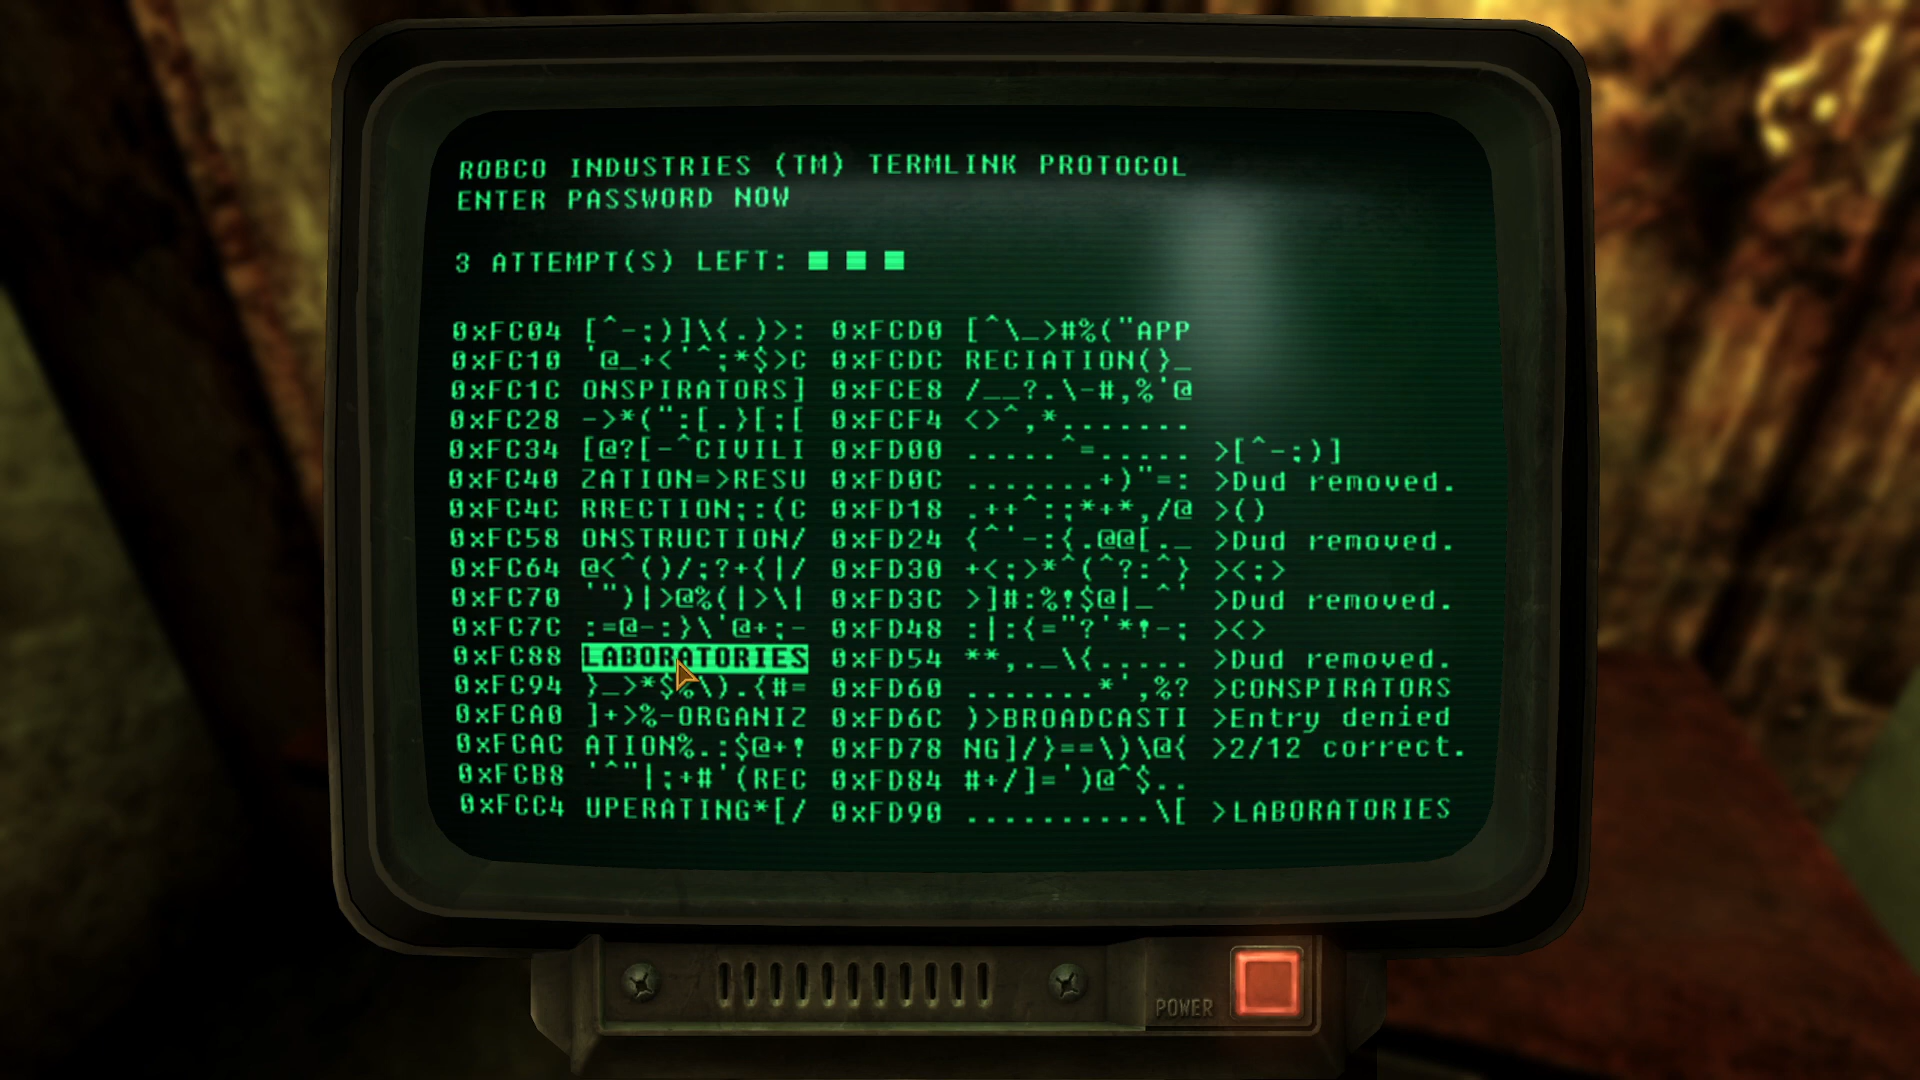 ROBCO INDUSTRIES (TM) TERMLINK PROTOCOL
ENTER PASSWORD NOW
3 ATTEMPT(S) LEFT: ■ ■ ■
0xFC04 [^-;)]\{.)>: 0xFCD0 [^\_>#%("APP
0xFC10 '@_+<'^;*$>C 0xFCDC RECIATION(}_
0xFC1C ONSPIRATORS] 0xFCE8 /__?.\-#,%'@
0xFC28 ->*(":[.}[;[ 0xFCF4 <>^,*.......
0xFC34 [@?[-^CIVILI 0xFD00 .....^=..... >[^-;)]
0xFC40 ZATION=>RESU 0xFD0C .......+)"=: >Dud removed.
0xFC4C RRECTION;:(C 0xFD18 .++^:;*+*,/@ >()
0xFC58 ONSTRUCTION/ 0xFD24 {^'-:{.@@[._ >Dud removed.
0xFC64 @<^()/;?+{|/ 0xFD30 +<;>*^(^?:^} ><;>
0xFC70 '")|>@%(|>\| 0xFD3C >]#:%!$@|_^' >Dud removed.
0xFC7C :=@-:}\'@+;- 0xFD48 :|:{="?'*!-; ><>
0xFC88 LABORATORIES 0xFD54 **,._\{..... >Dud removed.
0xFC94 }_>*$%\).{#= 0xFD60 .......*',%? >CONSPIRATORS
0xFCA0 ]+>%-ORGANIZ 0xFD6C )>BROADCASTI >Entry denied
0xFCAC ATION%.:$@+! 0xFD78 NG]/}==\)\@{ >2/12 correct.
0xFCB8 '^"|;+#'(REC 0xFD84 #+/]=')@^$..
0xFCC4 UPERATING*[/ 0xFD90 ..........\[ >LABORATORIES
POWER